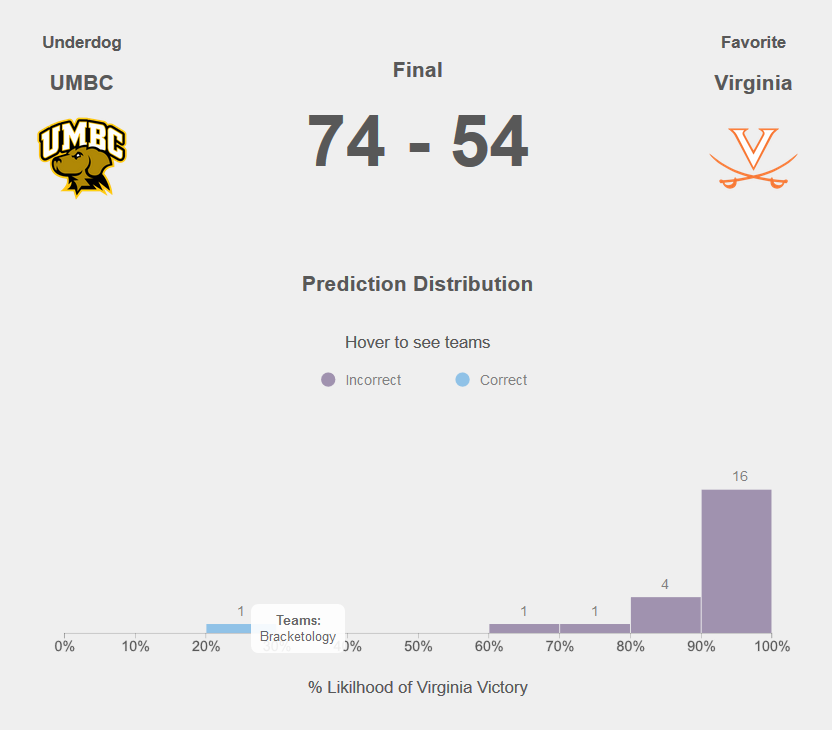 Underdog
Favorite
UMBC
Final
Virginia
74 - 54
UMBC
V
Prediction Distribution
Hover to see teams
Incorrect
Correct
16
4
1
1
1
Teams:
Bracketology
0%
10%
20%
30%
40%
50%
60%
70%
80%
90%
100%
% Likilhood of Virginia Victory